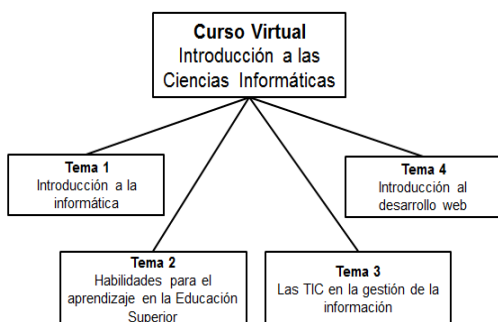 Curso Virtual
Introducción a las
Ciencias Informáticas
Tema 1
Introducción a la
informática
Tema 4
Introducción al
desarrollo web
Tema 2
Habilidades para el
aprendizaje en la Educación
Superior
Tema 3
Las TIC en la gestión de la
información